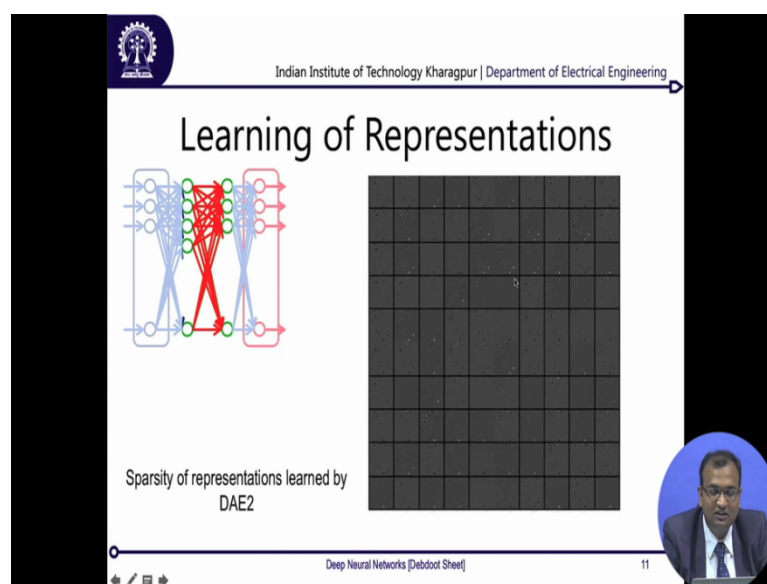 Indian Institute of Technology Kharagpur | Department of Electrical Engineering
Learning of Representations
Sparsity of representations learned by
DAE2
Deep Neural Networks [Debdoot Sheet]
11